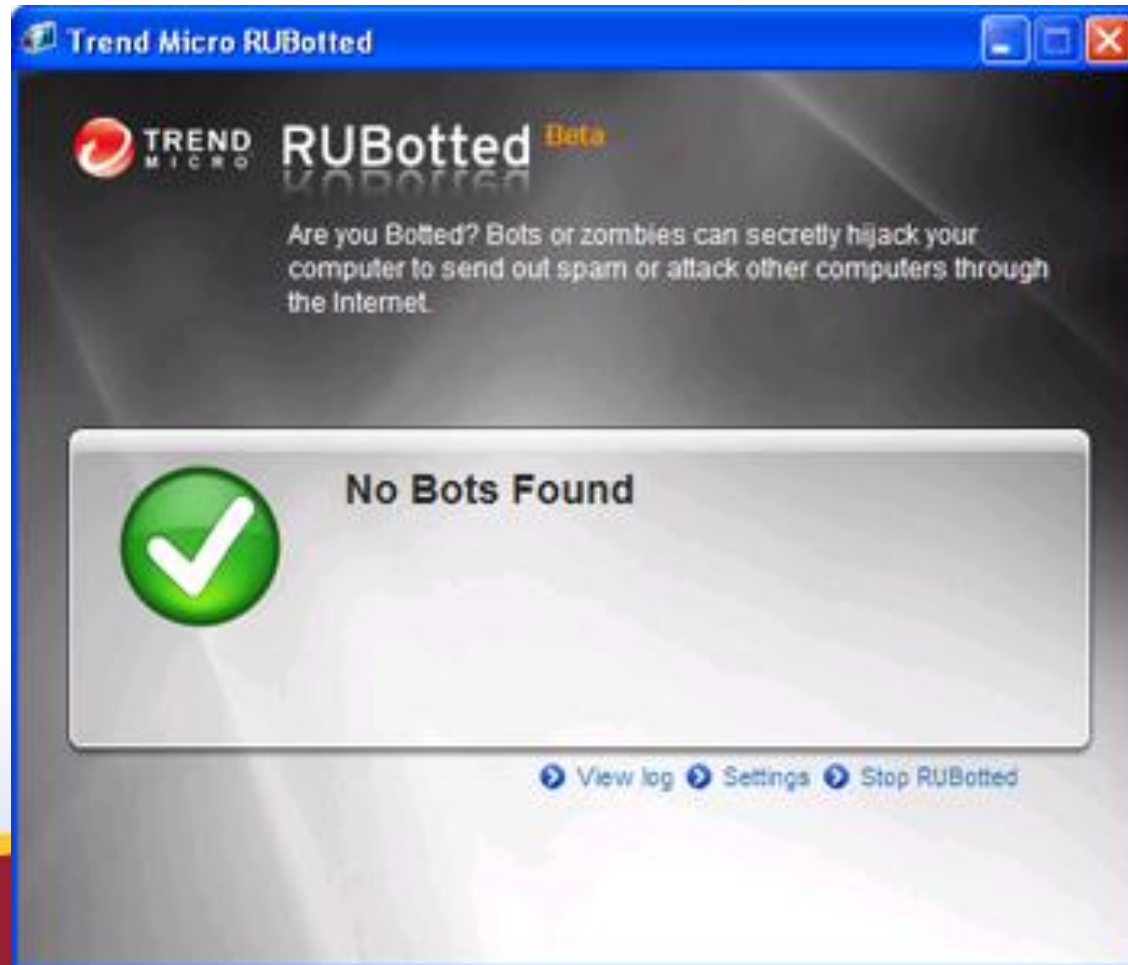 Trend Micro RUBotted
TREND
MICRO
RUBotted Beta
Are you Botted? Bots or zombies can secretly hijack your
computer to send out spam or attack other computers through
the Internet.
No Bots Found
View log Settings Stop RUBotted